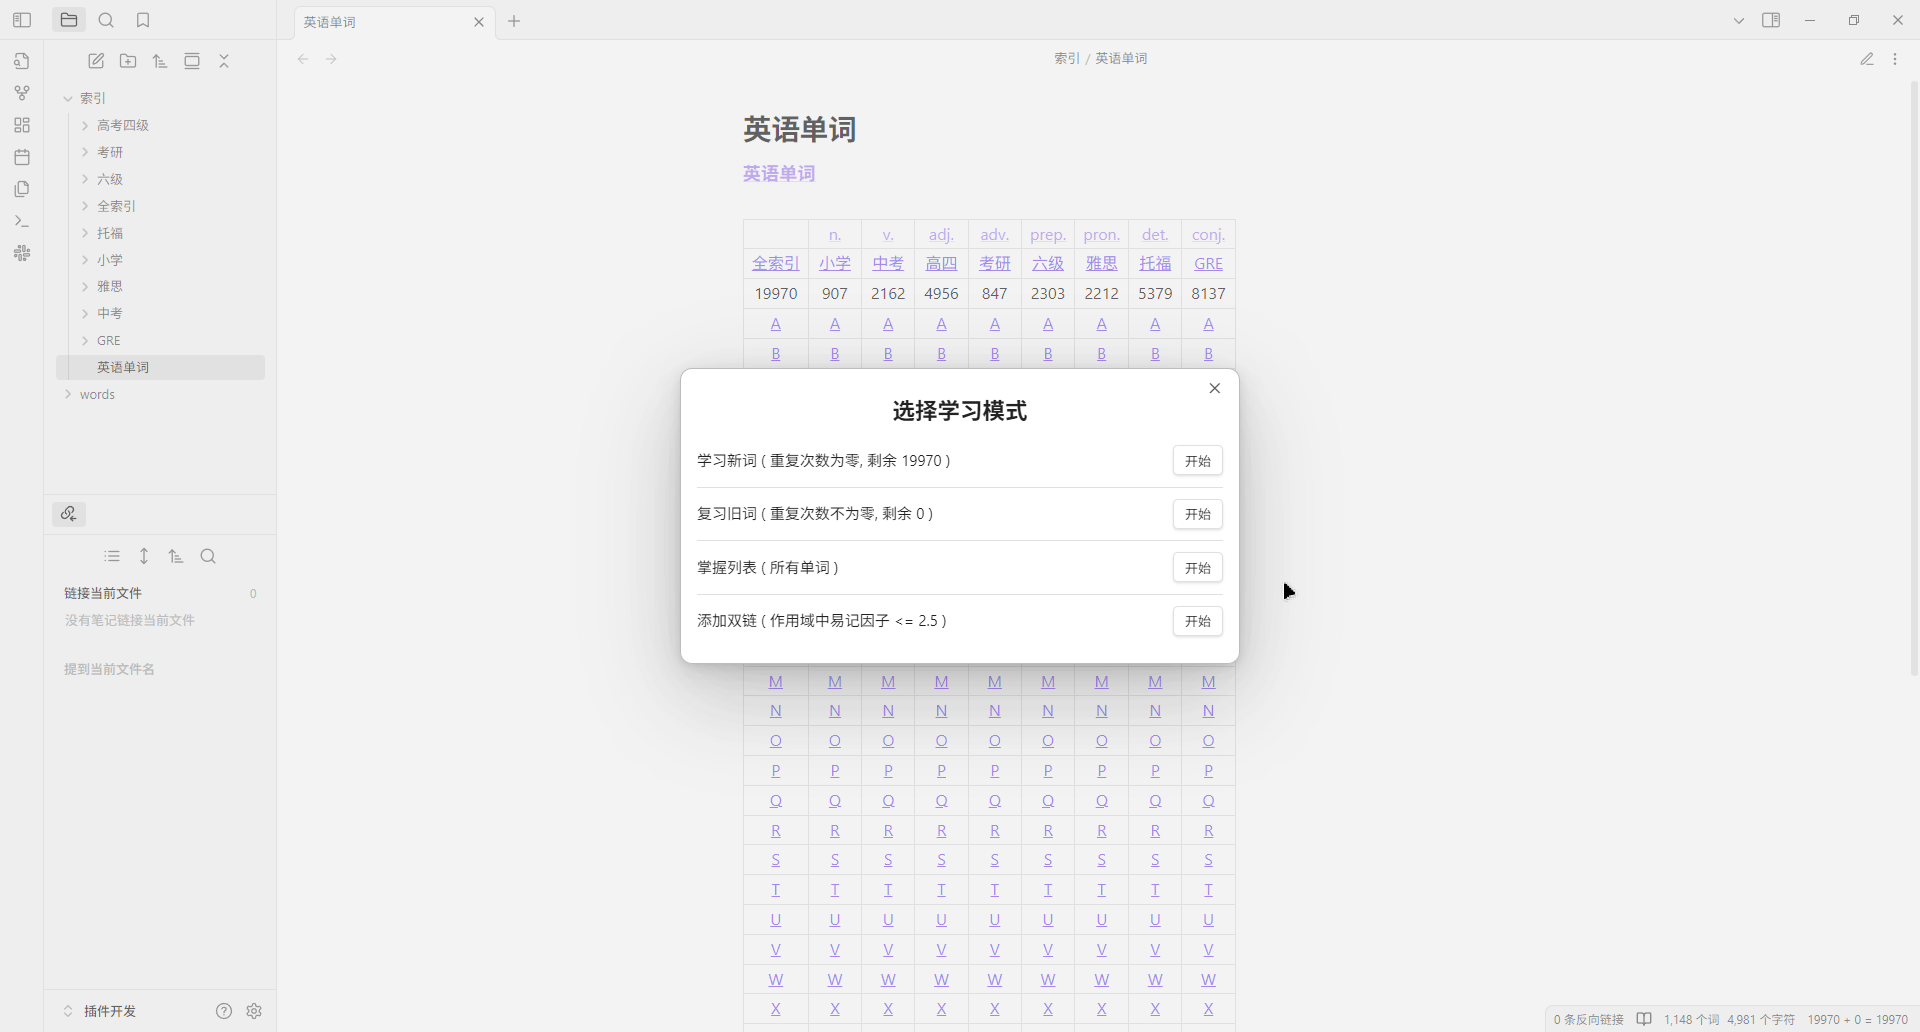 英语单词
索引 / 英语单词
索引
高考四级
考研
六级
全索引
托福
小学
雅思
中考
GRE
英语单词
words
链接当前文件 0
没有笔记链接当前文件
提到当前文件名
插件开发
英语单词
英语单词
n. v. adj. adv. prep. pron. det. conj.
全索引 小学 中考 高四 考研 六级 雅思 托福 GRE
19970 907 2162 4956 847 2303 2212 5379 8137
A A A A A A A A A
B B B B B B B B B
选择学习模式
学习新词 ( 重复次数为零, 剩余 19970 ) 开始
复习旧词 ( 重复次数不为零, 剩余 0 ) 开始
掌握列表 ( 所有单词 ) 开始
添加双链 ( 作用域中易记因子 <= 2.5 ) 开始
M M M M M M M M M
N N N N N N N N N
O O O O O O O O O
P P P P P P P P P
Q Q Q Q Q Q Q Q Q
R R R R R R R R R
S S S S S S S S S
T T T T T T T T T
U U U U U U U U U
V V V V V V V V V
W W W W W W W W W
X X X X X X X X X
0 条反向链接 1,148 个词 4,981 个字符 19970 + 0 = 19970